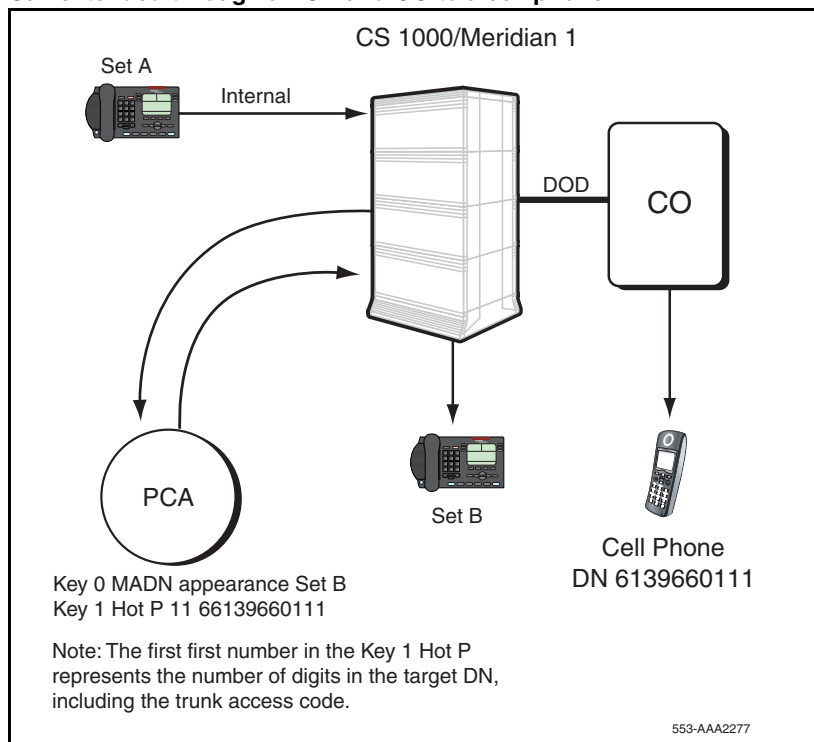 CS 1000/Meridian 1
Set A
Internal
DOD
CO
PCA
Set B
Cell Phone
DN 6139660111
Key 0 MADN appearance Set B
Key 1 Hot P 11 66139660111
Note: The first first number in the Key 1 Hot P
represents the number of digits in the target DN,
including the trunk access code.
553-AAA2277